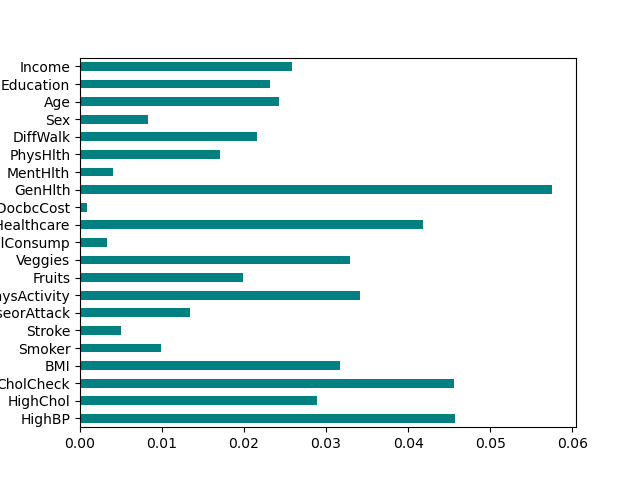 Income
Education
Age
Sex
DiffWalk
PhysHlth
MentHlth
GenHlth
DocbcCost
Healthcare
lConsump
Veggies
Fruits
ysActivity
seorAttack
Stroke
Smoker
BMI
CholCheck
HighChol
HighBP
0.00 0.01 0.02 0.03 0.04 0.05 0.06